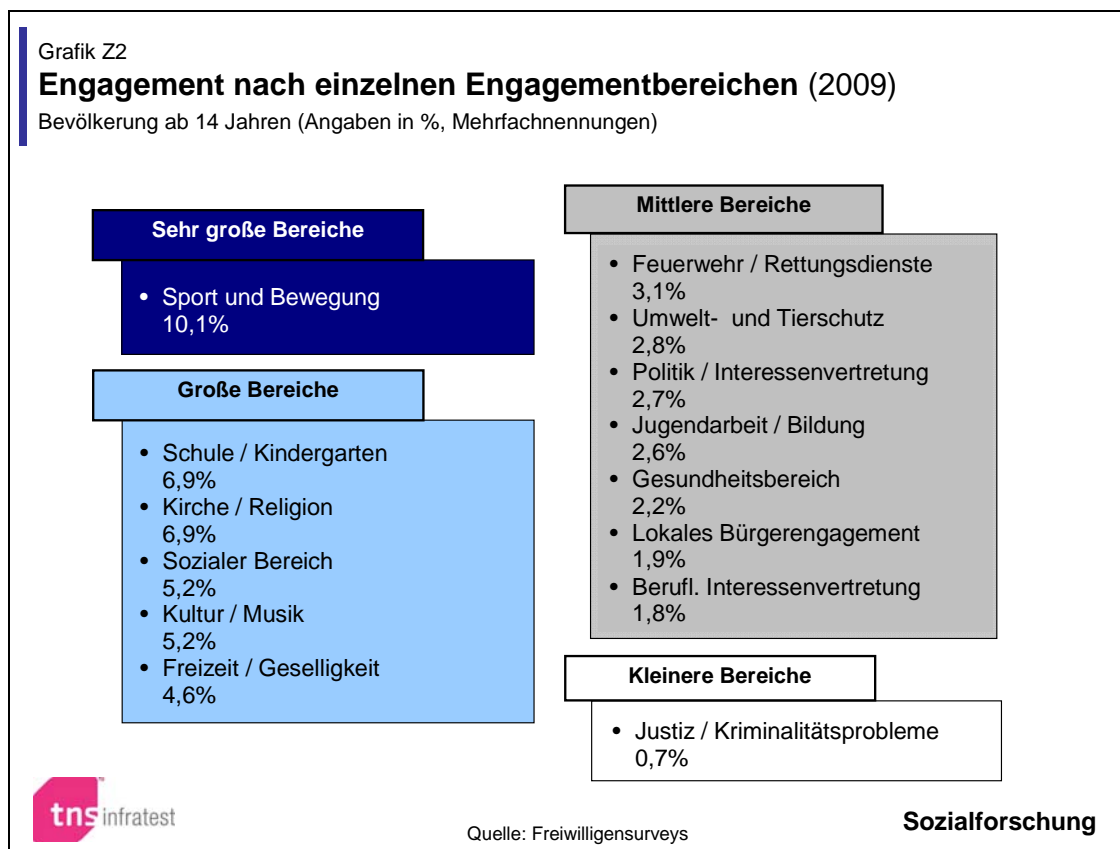 Grafik Z2
Engagement nach einzelnen Engagementbereichen (2009)
Bevölkerung ab 14 Jahren (Angaben in %, Mehrfachnennungen)
Sehr große Bereiche
• Sport und Bewegung
10,1%
Große Bereiche
• Schule / Kindergarten
6,9%
• Kirche / Religion
6,9%
• Sozialer Bereich
5,2%
• Kultur / Musik
5,2%
• Freizeit / Geselligkeit
4,6%
Mittlere Bereiche
• Feuerwehr / Rettungsdienste
3,1%
• Umwelt- und Tierschutz
2,8%
• Politik / Interessenvertretung
2,7%
• Jugendarbeit / Bildung
2,6%
• Gesundheitsbereich
2,2%
• Lokales Bürgerengagement
1,9%
• Berufl. Interessenvertretung
1,8%
Kleinere Bereiche
• Justiz / Kriminalitätsprobleme
0,7%
tns infratest
Quelle: Freiwilligensurveys
Sozialforschung